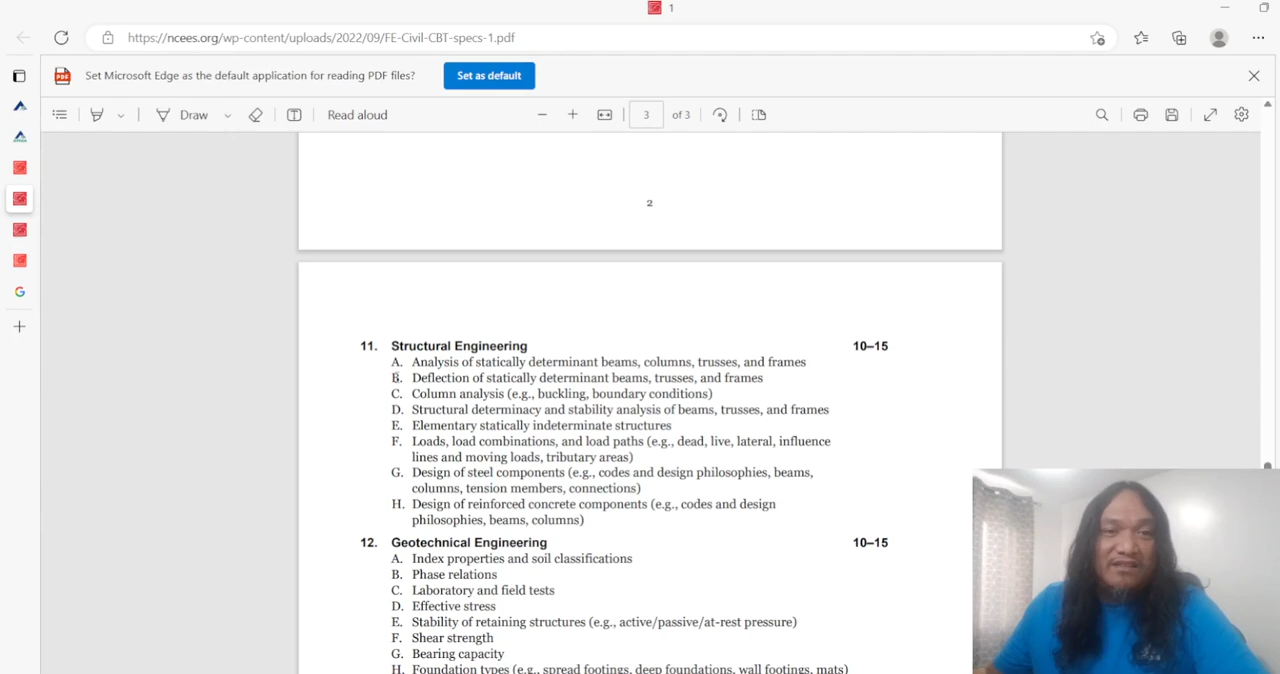 1
https://ncees.org/wp-content/uploads/2022/09/FE-Civil-CBT-specs-1.pdf
PDF Set Microsoft Edge as the default application for reading PDF files? Set as default
Draw Read aloud 3 of 3
2
11. Structural Engineering 10–15
A. Analysis of statically determinant beams, columns, trusses, and frames
B. Deflection of statically determinant beams, trusses, and frames
C. Column analysis (e.g., buckling, boundary conditions)
D. Structural determinacy and stability analysis of beams, trusses, and frames
E. Elementary statically indeterminate structures
F. Loads, load combinations, and load paths (e.g., dead, live, lateral, influence
lines and moving loads, tributary areas)
G. Design of steel components (e.g., codes and design philosophies, beams,
columns, tension members, connections)
H. Design of reinforced concrete components (e.g., codes and design
philosophies, beams, columns)
12. Geotechnical Engineering 10–15
A. Index properties and soil classifications
B. Phase relations
C. Laboratory and field tests
D. Effective stress
E. Stability of retaining structures (e.g., active/passive/at-rest pressure)
F. Shear strength
G. Bearing capacity
H. Foundation types (e.g., spread footings, deep foundations, wall footings, mats)